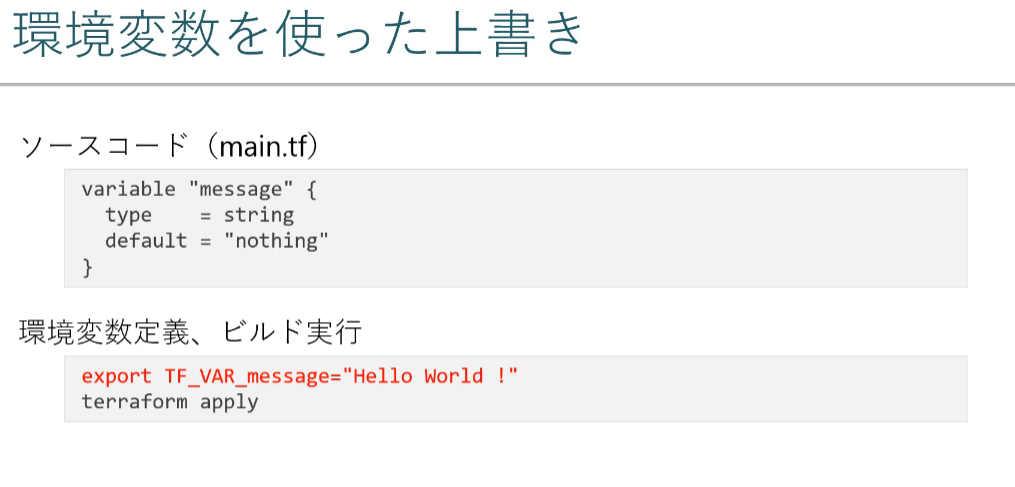 環境変数を使った上書き
ソースコード（main.tf）
variable "message" {
  type    = string
  default = "nothing"
}
環境変数定義、ビルド実行
export TF_VAR_message="Hello World !"
terraform apply